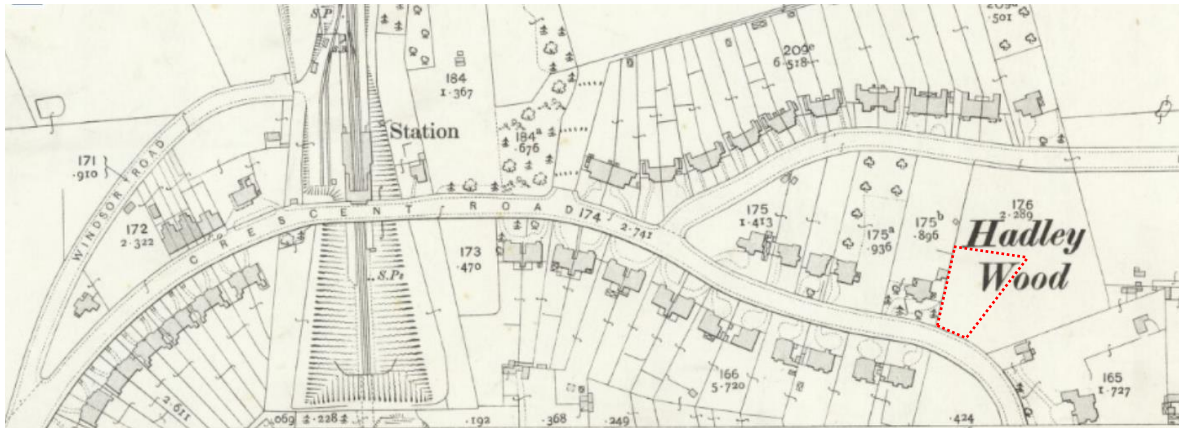 S.P
184
1·367
Station
184ª
·676
209ᵉ
6·518
·501
171
·910
WINDSOR ROAD
172
2·322
CRESCENT ROAD
174
2·741
173
·470
S.Ps
175
1·413
175ª
·936
175ᵇ
·896
176
2·289
Hadley
Wood
166
5·720
165
1·727
2·611
069
·228
·192
·368
·249
·424